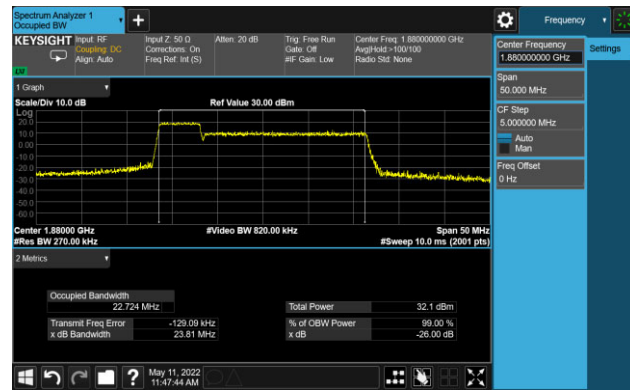 Spectrum Analyzer 1
Occupied BW
Frequency
KEYSIGHT
Input: RF
Coupling: DC
Align: Auto
Input Z: 50 Ω
Corrections: On
Freq Ref: Int (S)
Atten: 20 dB
Trig: Free Run
Gate: Off
#IF Gain: Low
Center Freq: 1.880000000 GHz
Avg|Hold:>100/100
Radio Std: None
Center Frequency
1.880000000 GHz
Settings
Span
50.000 MHz
CF Step
5.000000 MHz
Auto
Man
Freq Offset
0 Hz
1 Graph
Scale/Div 10.0 dB
Ref Value 30.00 dBm
Log
20.0
10.0
0.00
-10.0
-20.0
-30.0
-40.0
-50.0
-60.0
Center 1.88000 GHz
#Video BW 820.00 kHz
Span 50 MHz
#Res BW 270.00 kHz
#Sweep 10.0 ms (2001 pts)
2 Metrics
Occupied Bandwidth
22.724 MHz
Total Power 32.1 dBm
Transmit Freq Error -129.09 kHz
% of OBW Power 99.00 %
x dB Bandwidth 23.81 MHz
x dB -26.00 dB
May 11, 2022
11:47:44 AM